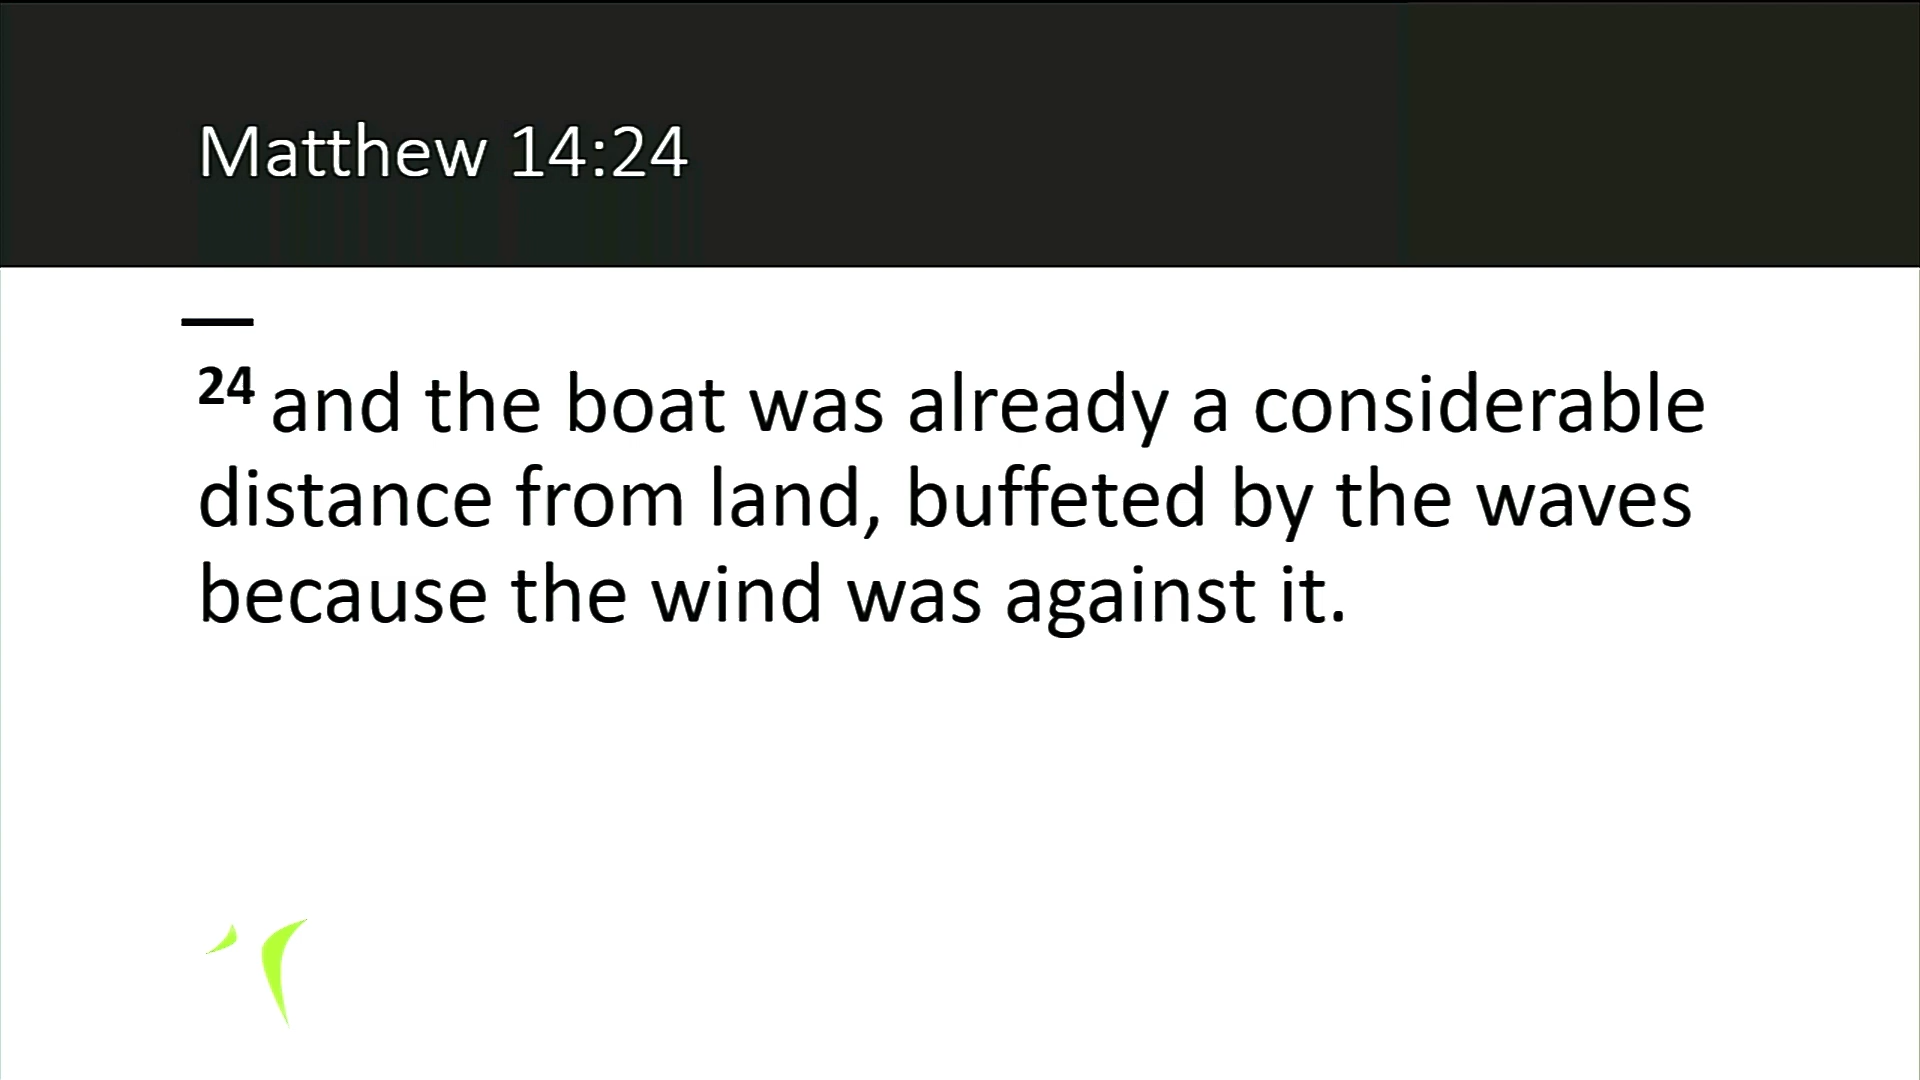 Matthew 14:24
24 and the boat was already a considerable
distance from land, buffeted by the waves
because the wind was against it.